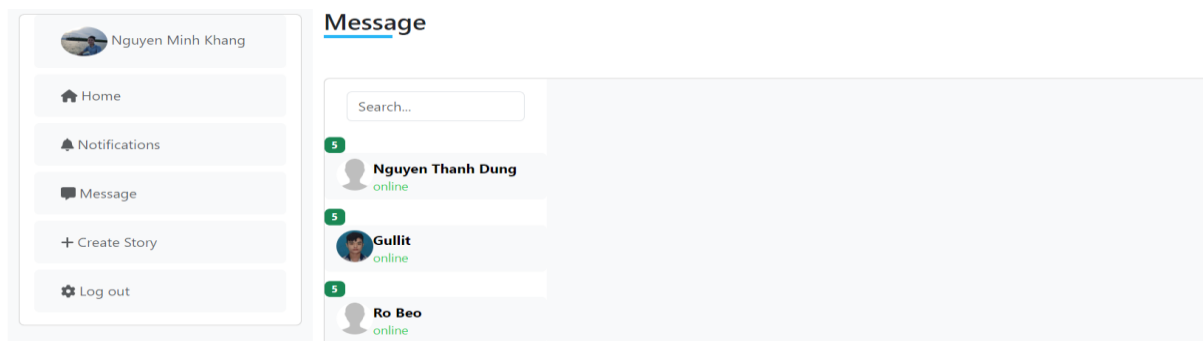 Nguyen Minh Khang
Home
Notifications
Message
Create Story
Log out
Message
Search...
5
Nguyen Thanh Dung
online
5
Gullit
online
5
Ro Beo
online